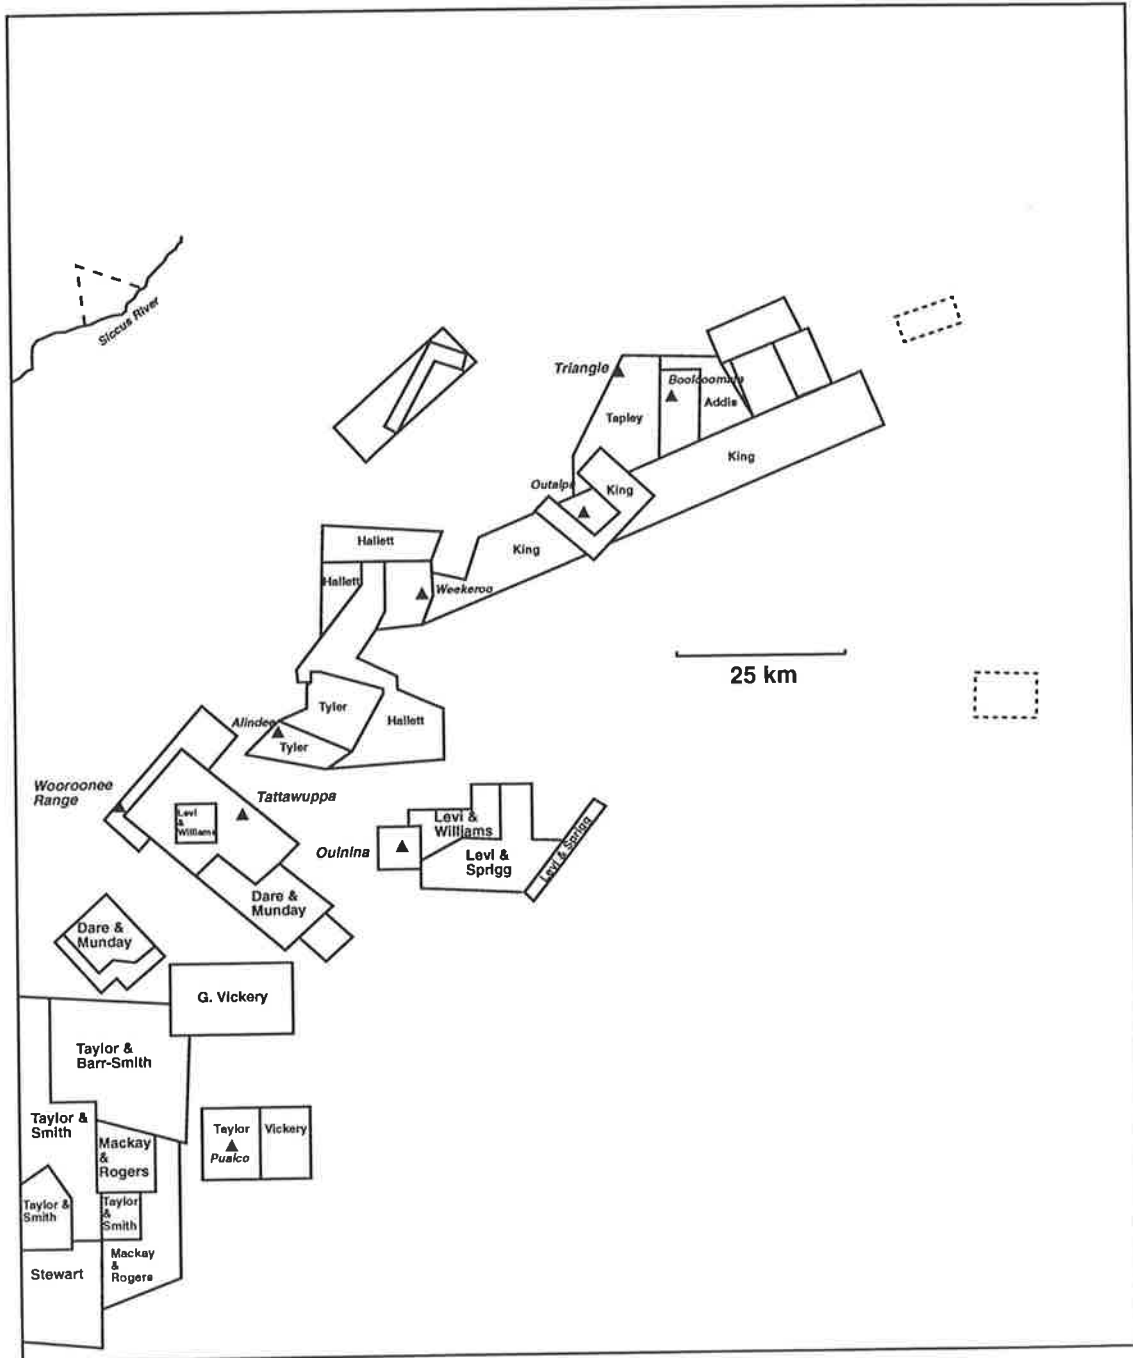 Siccus River
Triangle
Boolcoomata
Addis
Tapley
King
Outalpa
King
King
Hallett
Hallett
Weekeroo
25 km
Tyler
Hallett
Alindee
Tyler
Wooroonee
Range
Tattawuppa
Levi
&
Williams
Levi &
Williams
Levi & Sprigg
Ouinina
Levi &
Sprigg
Dare &
Munday
Dare &
Munday
G. Vickery
Taylor &
Barr-Smith
Taylor &
Smith
Taylor
Vickery
Pualco
Mackay
&
Rogers
Taylor &
Smith
Taylor
&
Smith
Mackay
&
Rogers
Stewart